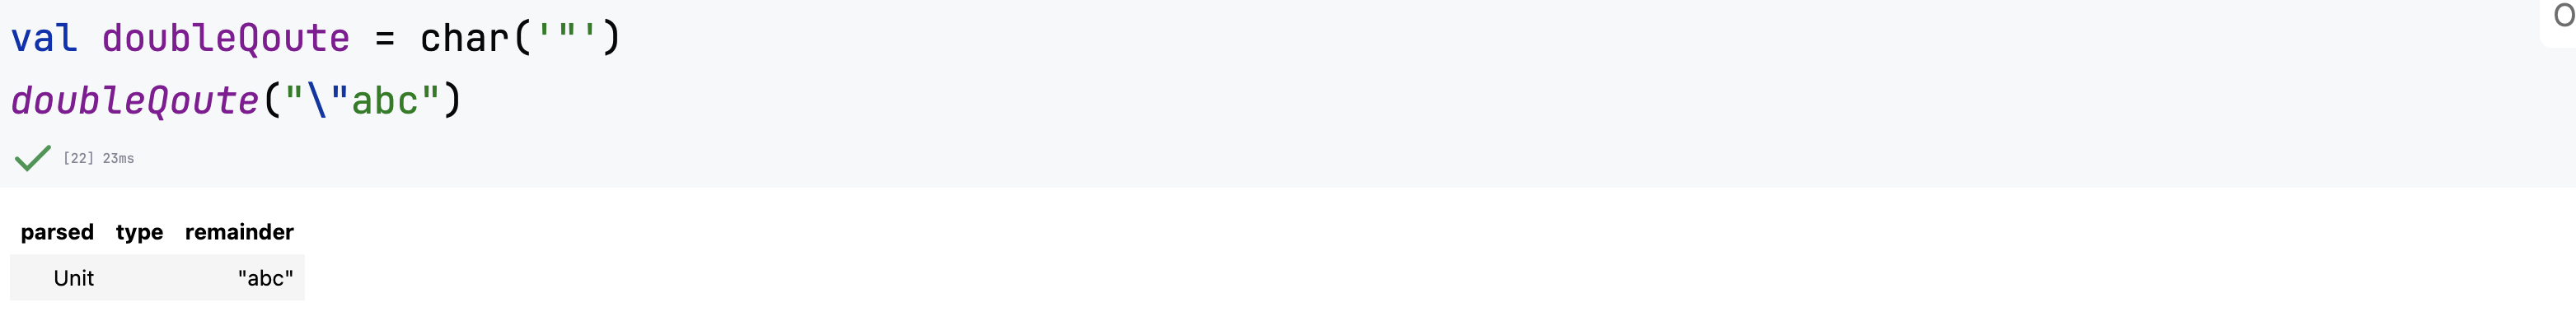 val doubleQoute = char('"')
doubleQoute("\"abc")
[22] 23ms
parsed type remainder
Unit "abc"